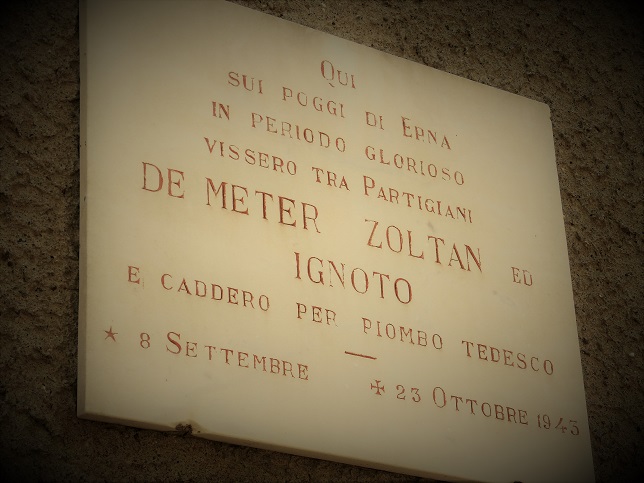 QUI
SUI POGGI DI ERNA
IN PERIODO GLORIOSO
VISSERO TRA PARTIGIANI
DE METER ZOLTAN ED
IGNOTO
E CADDERO PER PIOMBO TEDESCO
—
★ 8 SETTEMBRE ✠ 23 OTTOBRE 1943